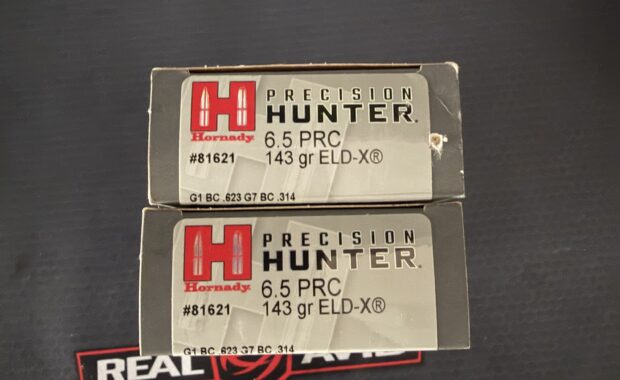 PRECISION
HUNTER.
Hornady
6.5 PRC
#81621
143 gr ELD-X®
G1 BC .623 G7 BC .314
PRECISION
HUNTER.
Hornady
6.5 PRC
#81621
143 gr ELD-X®
G1 BC .623 G7 BC .314
REAL AVID